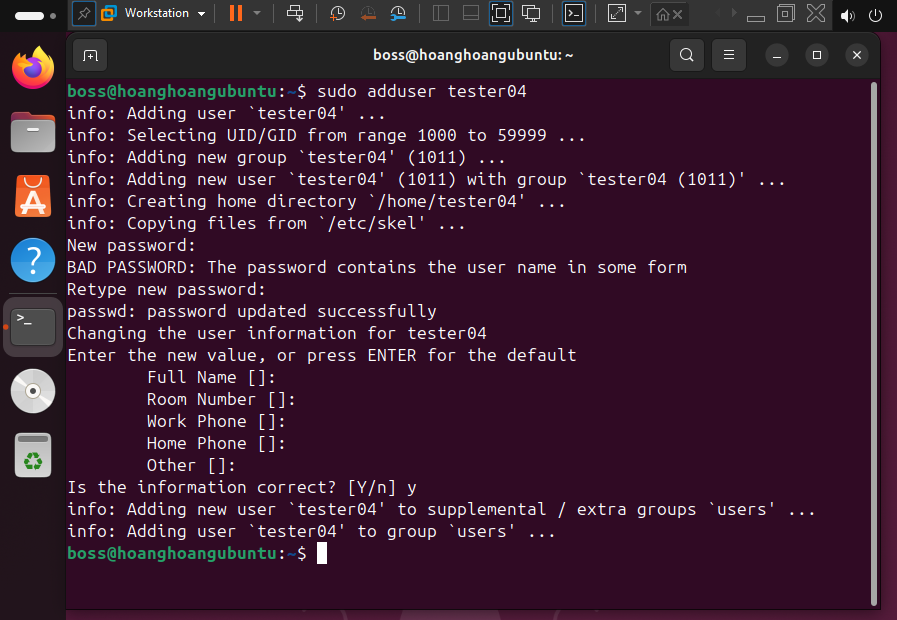 Workstation
boss@hoanghoangubuntu: ~
boss@hoanghoangubuntu:~$ sudo adduser tester04
info: Adding user `tester04' ...
info: Selecting UID/GID from range 1000 to 59999 ...
info: Adding new group `tester04' (1011) ...
info: Adding new user `tester04' (1011) with group `tester04 (1011)' ...
info: Creating home directory `/home/tester04' ...
info: Copying files from `/etc/skel' ...
New password:
BAD PASSWORD: The password contains the user name in some form
Retype new password:
passwd: password updated successfully
Changing the user information for tester04
Enter the new value, or press ENTER for the default
Full Name []:
Room Number []:
Work Phone []:
Home Phone []:
Other []:
Is the information correct? [Y/n] y
info: Adding new user `tester04' to supplemental / extra groups `users' ...
info: Adding user `tester04' to group `users' ...
boss@hoanghoangubuntu:~$